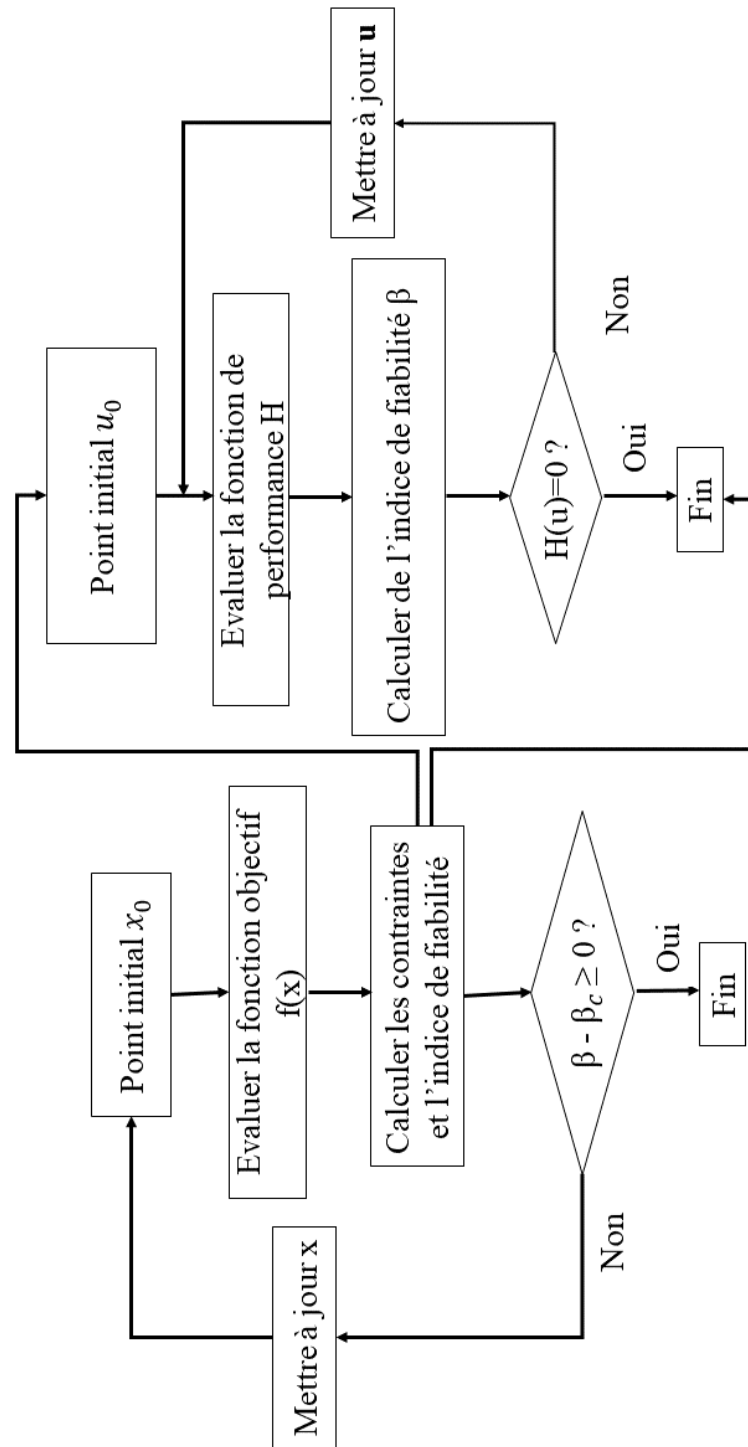 Point initial x₀
Evaluer la fonction objectif
f(x)
Calculer les contraintes
et l'indice de fiabilité
β - β_c ≥ 0 ?
Oui
Fin
Non
Mettre à jour x
Point initial u₀
Evaluer la fonction de
performance H
Calculer de l'indice de fiabilité β
H(u)=0 ?
Oui
Fin
Non
Mettre à jour u